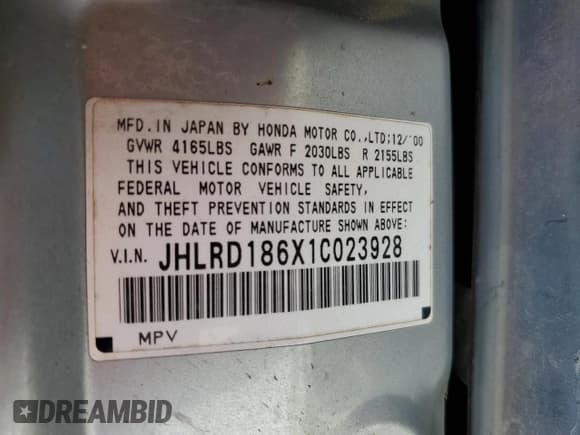 MFD. IN JAPAN BY HONDA MOTOR CO., LTD; 12/'00
GVWR 4165LBS GAWR F 2030LBS R 2155LBS
THIS VEHICLE CONFORMS TO ALL APPLICABLE
FEDERAL MOTOR VEHICLE SAFETY,
AND THEFT PREVENTION STANDARDS IN EFFECT
ON THE DATE OF MANUFACTURE SHOWN ABOVE:
V.I.N. JHLRD186X1C023928
MPV
DREAMBID